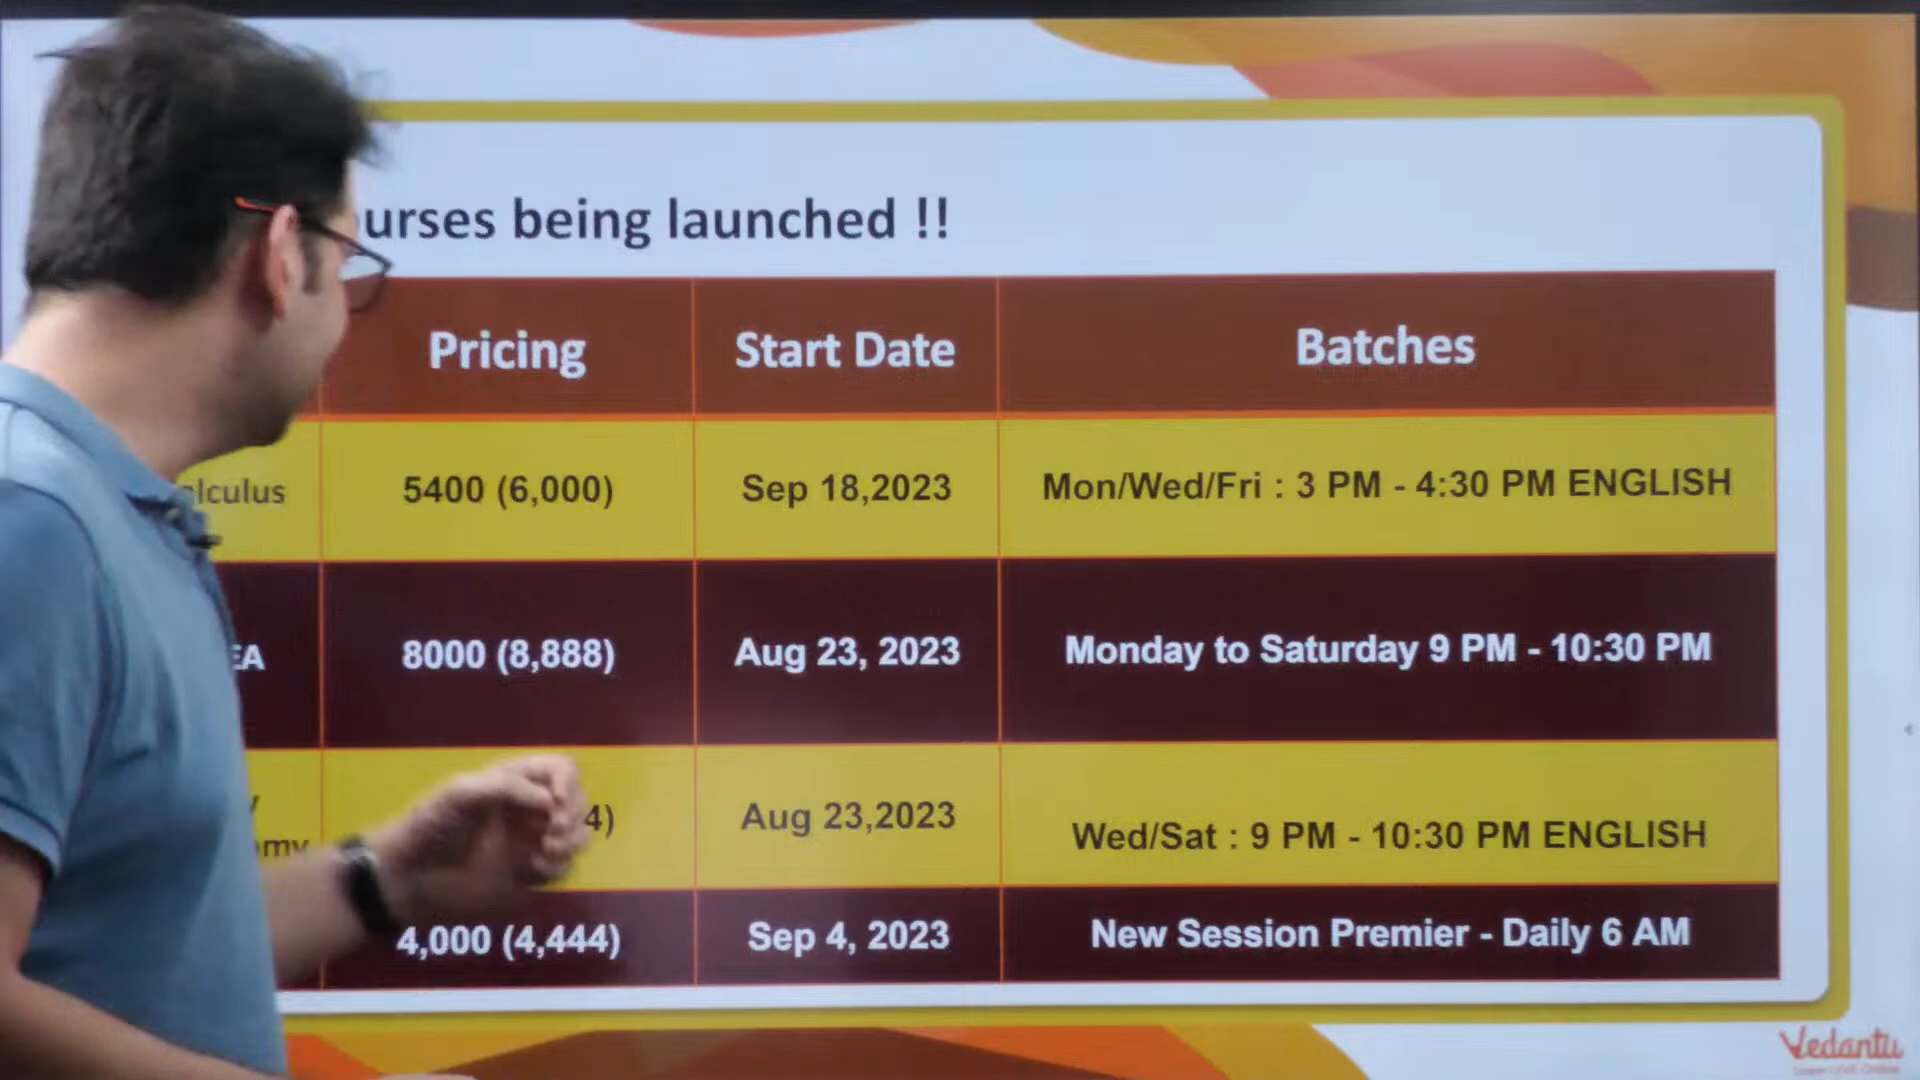 urses being launched !!
Pricing Start Date Batches
lculus 5400 (6,000) Sep 18,2023 Mon/Wed/Fri : 3 PM - 4:30 PM ENGLISH
EA 8000 (8,888) Aug 23, 2023 Monday to Saturday 9 PM - 10:30 PM
4) Aug 23,2023 Wed/Sat : 9 PM - 10:30 PM ENGLISH
my
4,000 (4,444) Sep 4, 2023 New Session Premier - Daily 6 AM
Vedantu